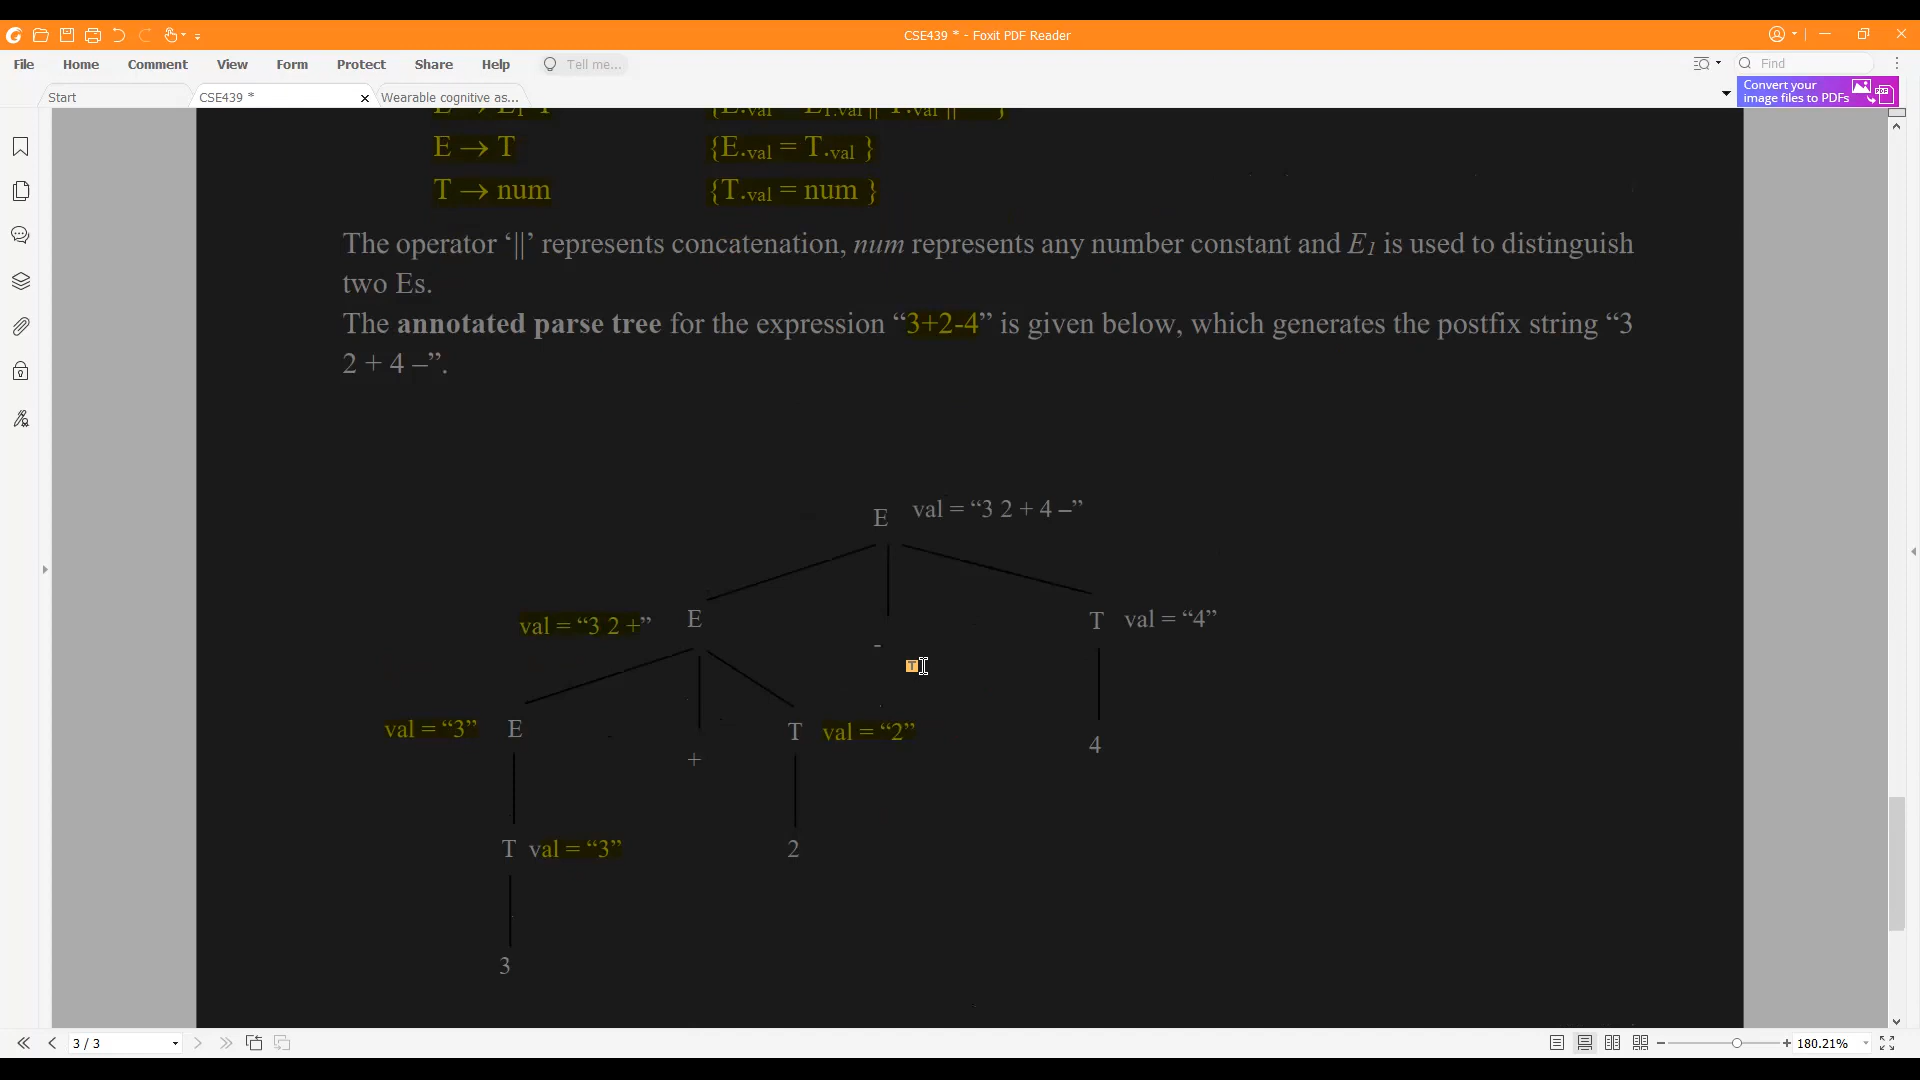 CSE439 * - Foxit PDF Reader
File Home Comment View Form Protect Share Help Tell me... Find
Start CSE439 * Wearable cognitive as...
Convert your
image files to PDFs
E → T {E.val = T.val }
T → num {T.val = num }
The operator ‘||’ represents concatenation, num represents any number constant and E1 is used to distinguish
two Es.
The annotated parse tree for the expression “3+2-4” is given below, which generates the postfix string “3
2 + 4 –”.
E val = “3 2 + 4 –”
val = “3 2 +” E - T val = “4”
val = “3” E + T val = “2” 4
T val = “3” 2
3
3 / 3 180.21%